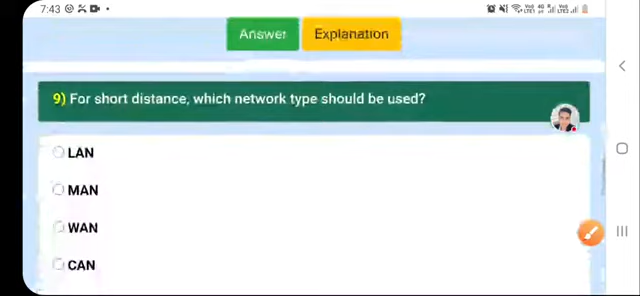 7:43
Answer Explanation
9) For short distance, which network type should be used?
LAN
MAN
WAN
CAN